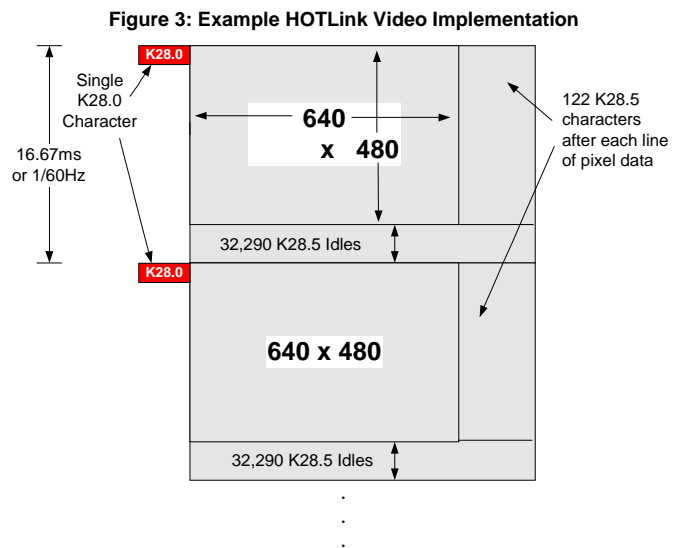 Figure 3: Example HOTLink Video Implementation
K28.0
Single
K28.0
Character
16.67ms
or 1/60Hz
640
x 480
122 K28.5
characters
after each line
of pixel data
32,290 K28.5 Idles
K28.0
640 x 480
32,290 K28.5 Idles
.
.
.